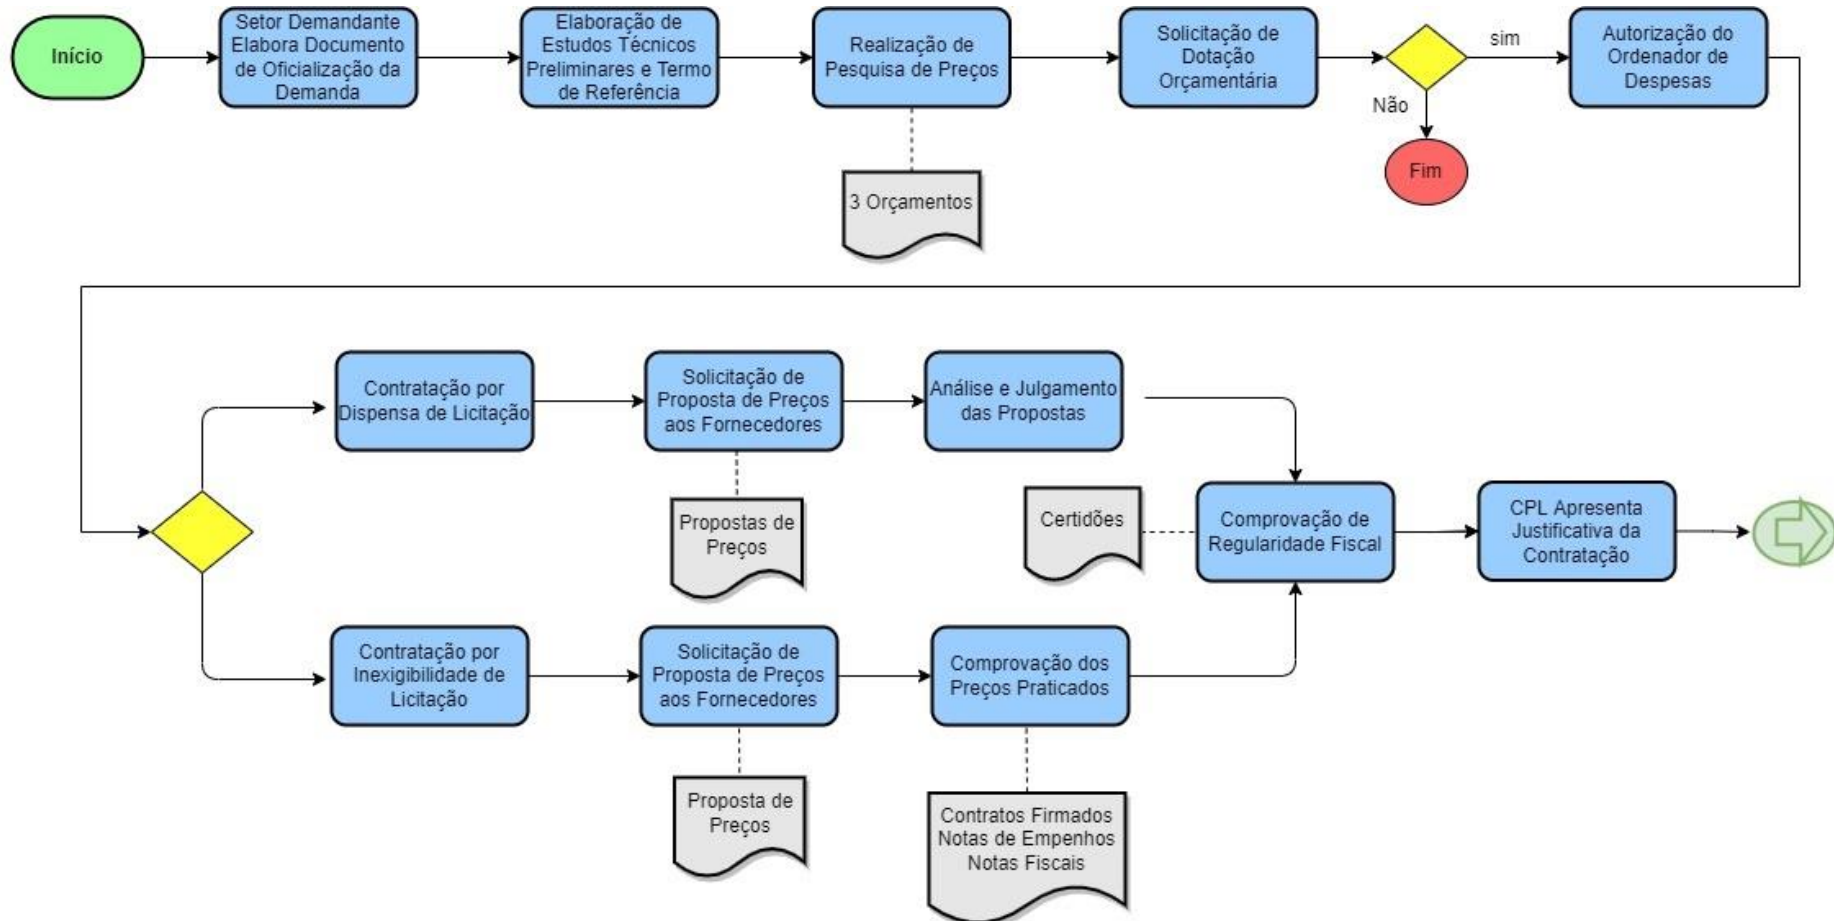 Início
Setor Demandante
Elabora Documento
de Oficialização da
Demanda
Elaboração de
Estudos Técnicos
Preliminares e Termo
de Referência
Realização de
Pesquisa de Preços
Solicitação de
Dotação
Orçamentária
sim
Não
Autorização do
Ordenador de
Despesas
3 Orçamentos
Fim
Contratação por
Dispensa de Licitação
Solicitação de
Proposta de Preços
aos Fornecedores
Análise e Julgamento
das Propostas
Propostas de
Preços
Certidões
Comprovação de
Regularidade Fiscal
CPL Apresenta
Justificativa da
Contratação
Contratação por
Inexigibilidade de
Licitação
Solicitação de
Proposta de Preços
aos Fornecedores
Comprovação dos
Preços Praticados
Proposta de
Preços
Contratos Firmados
Notas de Empenhos
Notas Fiscais